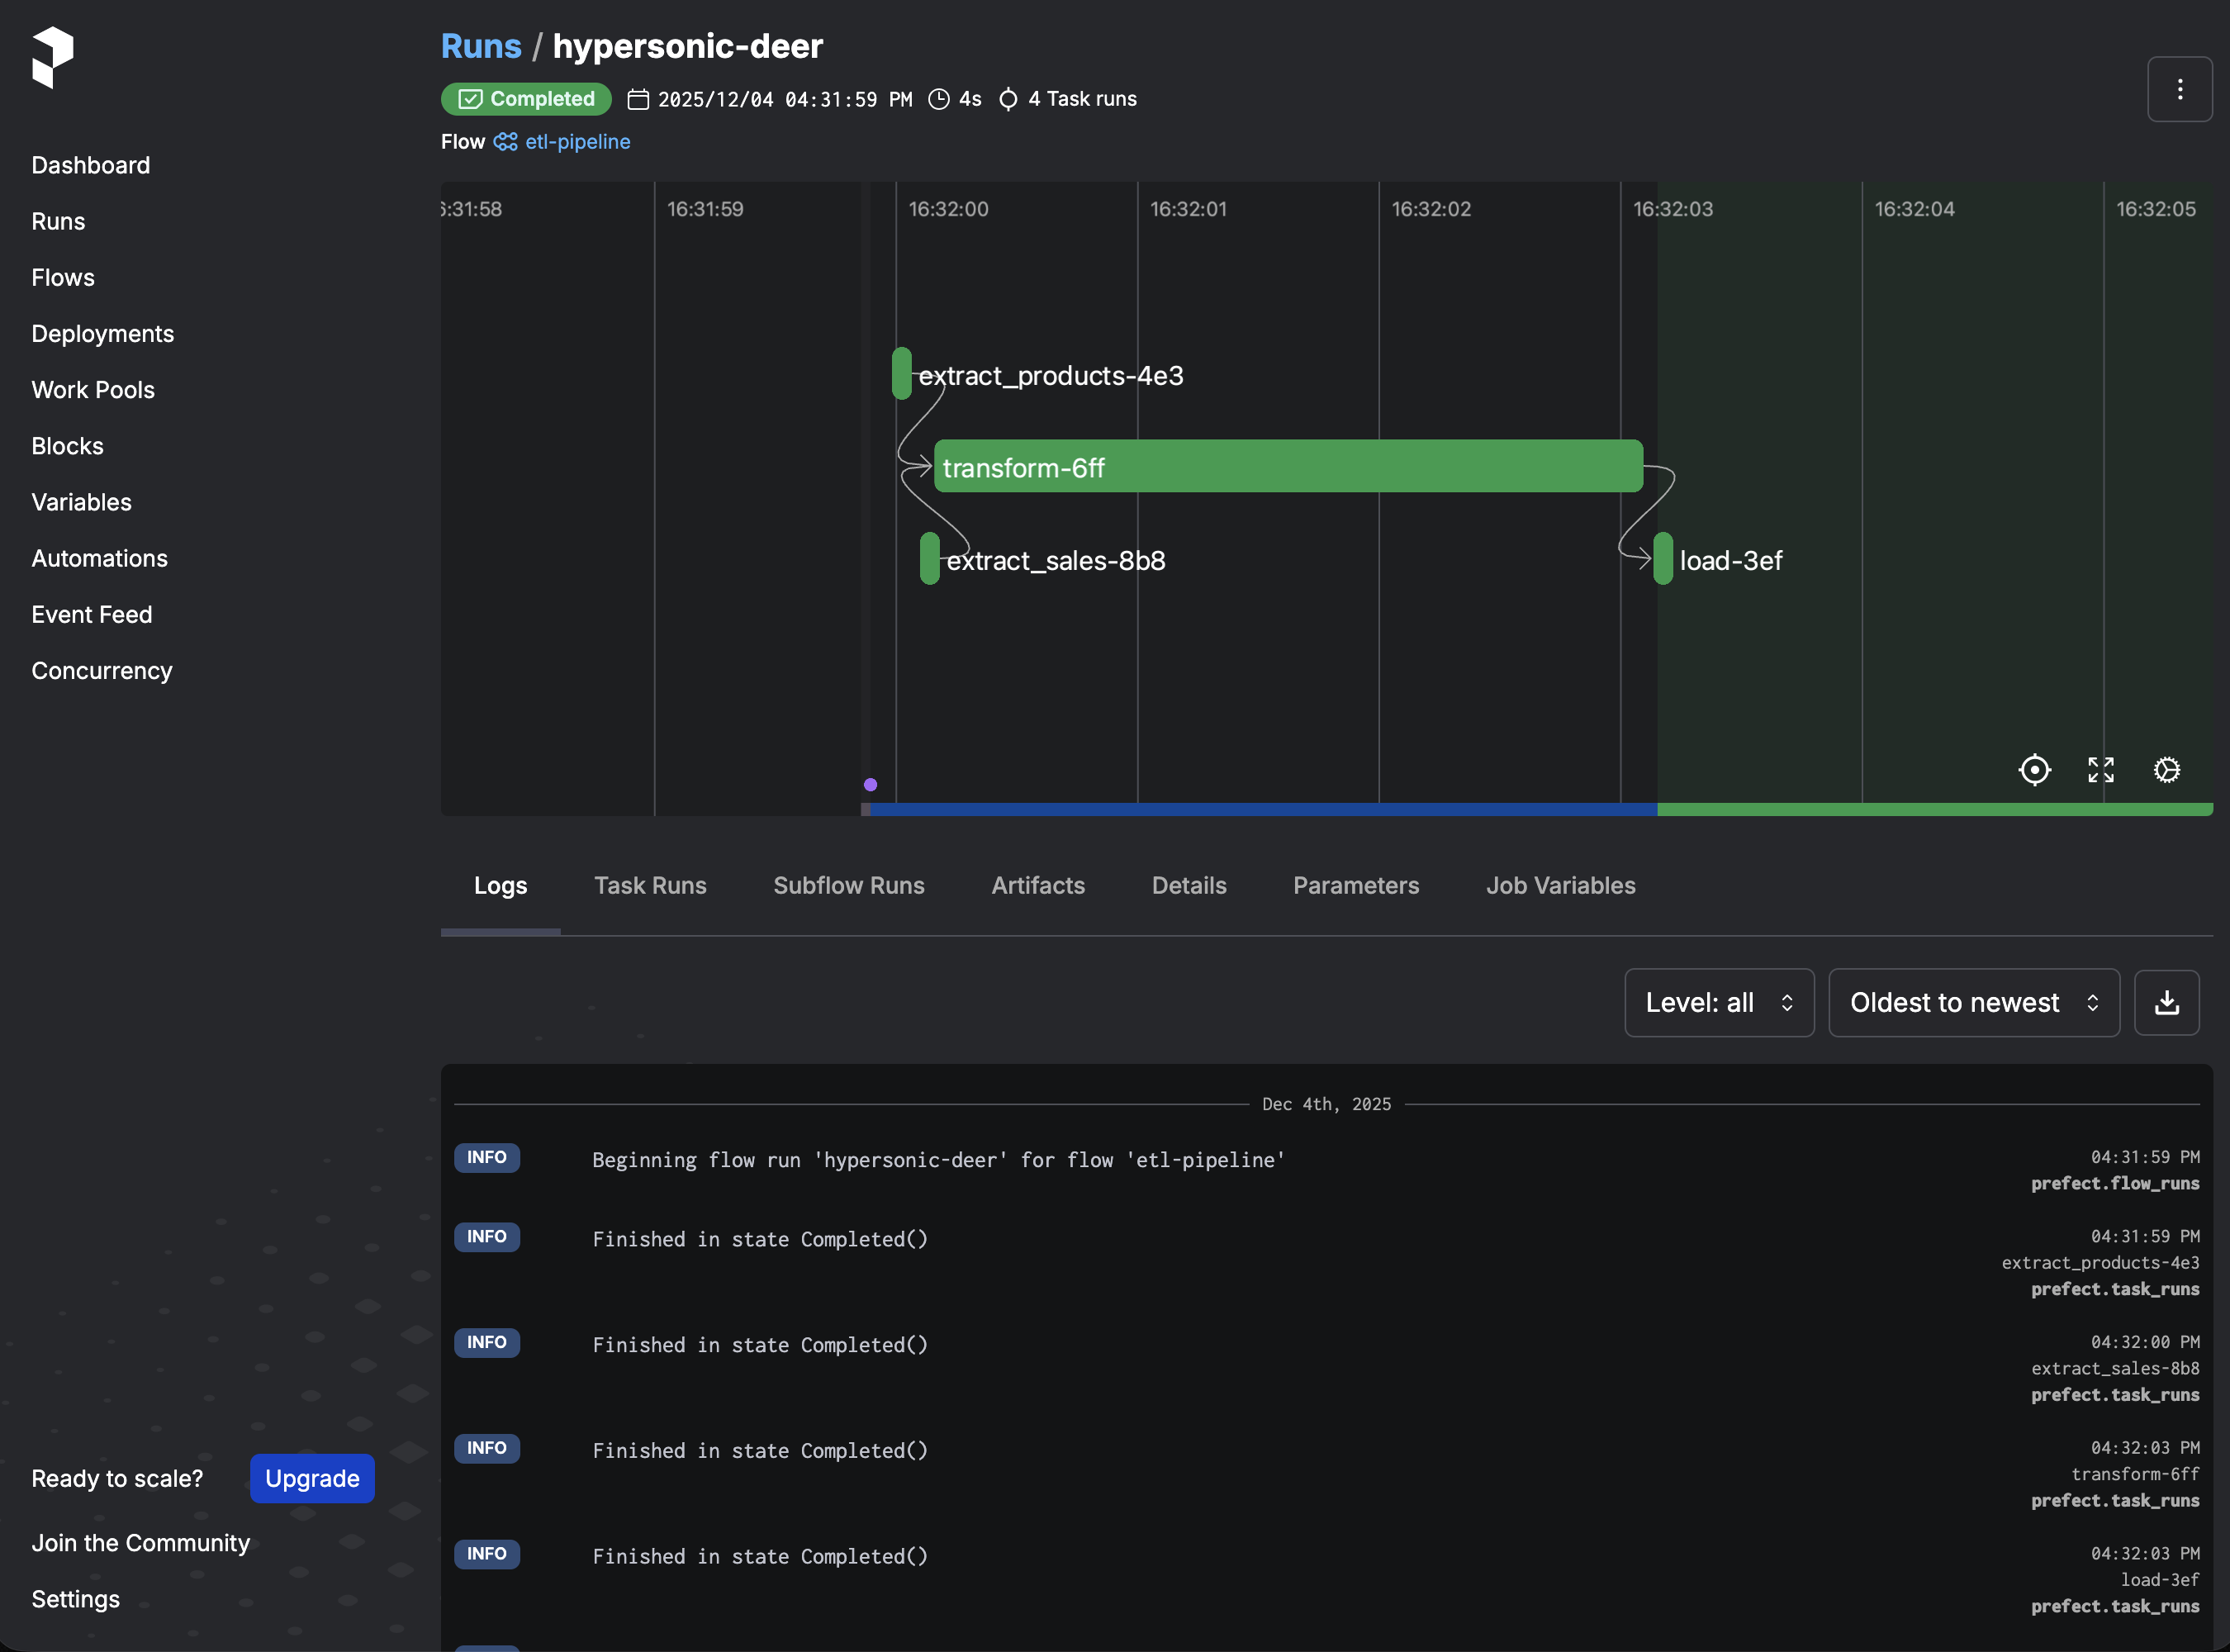 Runs / hypersonic-deer
Completed 2025/12/04 04:31:59 PM 4s 4 Task runs
Flow etl-pipeline
Dashboard
Runs
Flows
Deployments
Work Pools
Blocks
Variables
Automations
Event Feed
Concurrency
Ready to scale? Upgrade
Join the Community
Settings
6:31:58 16:31:59 16:32:00 16:32:01 16:32:02 16:32:03 16:32:04 16:32:05
extract_products-4e3
transform-6ff
extract_sales-8b8
load-3ef
Logs Task Runs Subflow Runs Artifacts Details Parameters Job Variables
Level: all Oldest to newest
Dec 4th, 2025
INFO Beginning flow run 'hypersonic-deer' for flow 'etl-pipeline' 04:31:59 PM
prefect.flow_runs
INFO Finished in state Completed() 04:31:59 PM
extract_products-4e3
prefect.task_runs
INFO Finished in state Completed() 04:32:00 PM
extract_sales-8b8
prefect.task_runs
INFO Finished in state Completed() 04:32:03 PM
transform-6ff
prefect.task_runs
INFO Finished in state Completed() 04:32:03 PM
load-3ef
prefect.task_runs